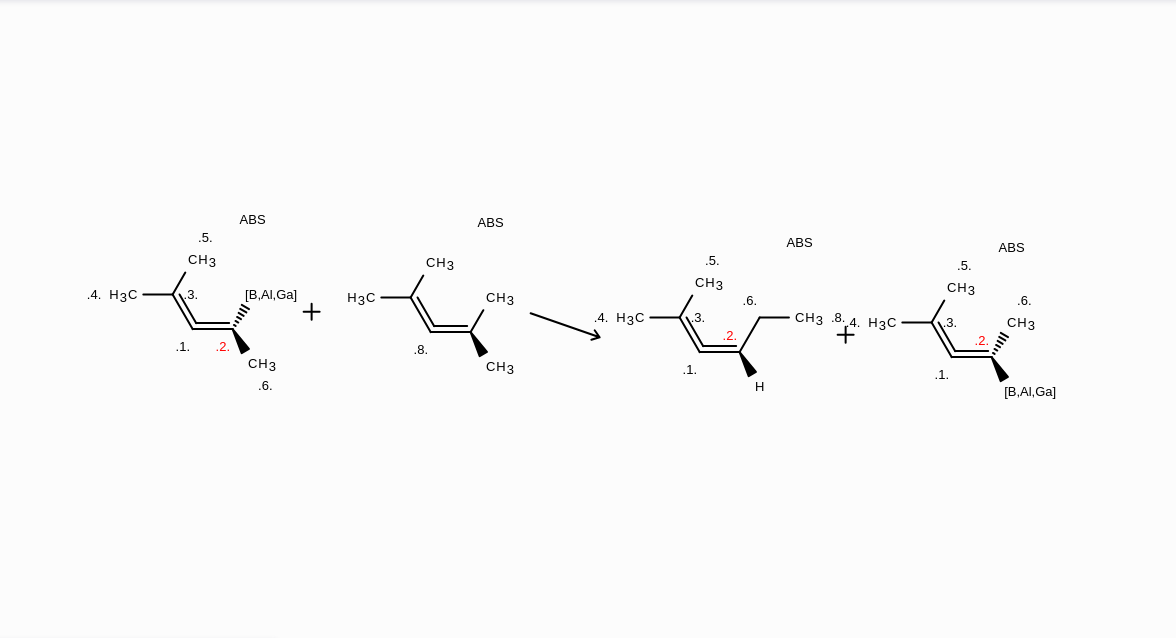 ABS
.5.
CH3
.4. H3C
.3.
[B,Al,Ga]
.1.
.2.
CH3
.6.
+
ABS
CH3
H3C
CH3
.8.
CH3
ABS
.5.
CH3
.6.
.4. H3C
.3.
CH3 .8.
.2.
.1.
H
+
ABS
.5.
CH3
.6.
.4. H3C
.3.
CH3
.2.
.1.
[B,Al,Ga]